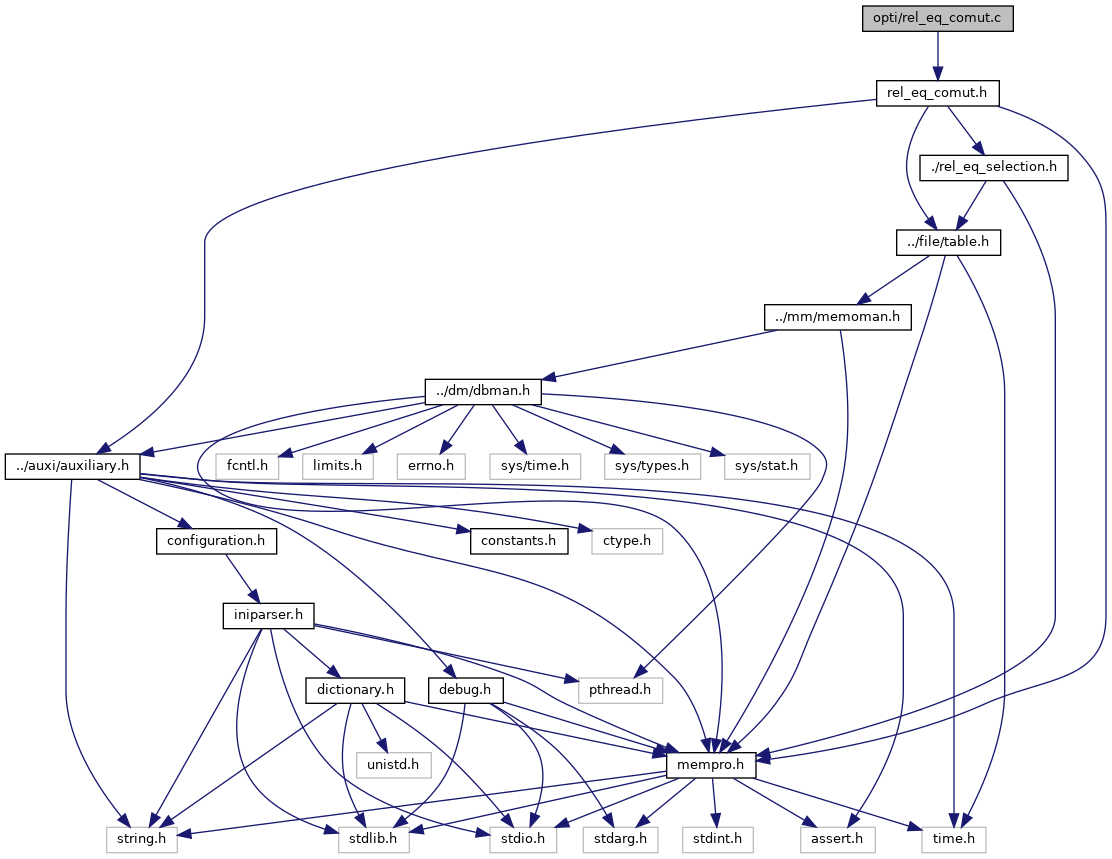 opti/rel_eq_comut.c
rel_eq_comut.h
./rel_eq_selection.h
../file/table.h
../mm/memoman.h
../dm/dbman.h
../auxi/auxiliary.h
fcntl.h
limits.h
errno.h
sys/time.h
sys/types.h
sys/stat.h
configuration.h
constants.h
ctype.h
iniparser.h
dictionary.h
debug.h
pthread.h
unistd.h
mempro.h
string.h
stdlib.h
stdio.h
stdarg.h
stdint.h
assert.h
time.h